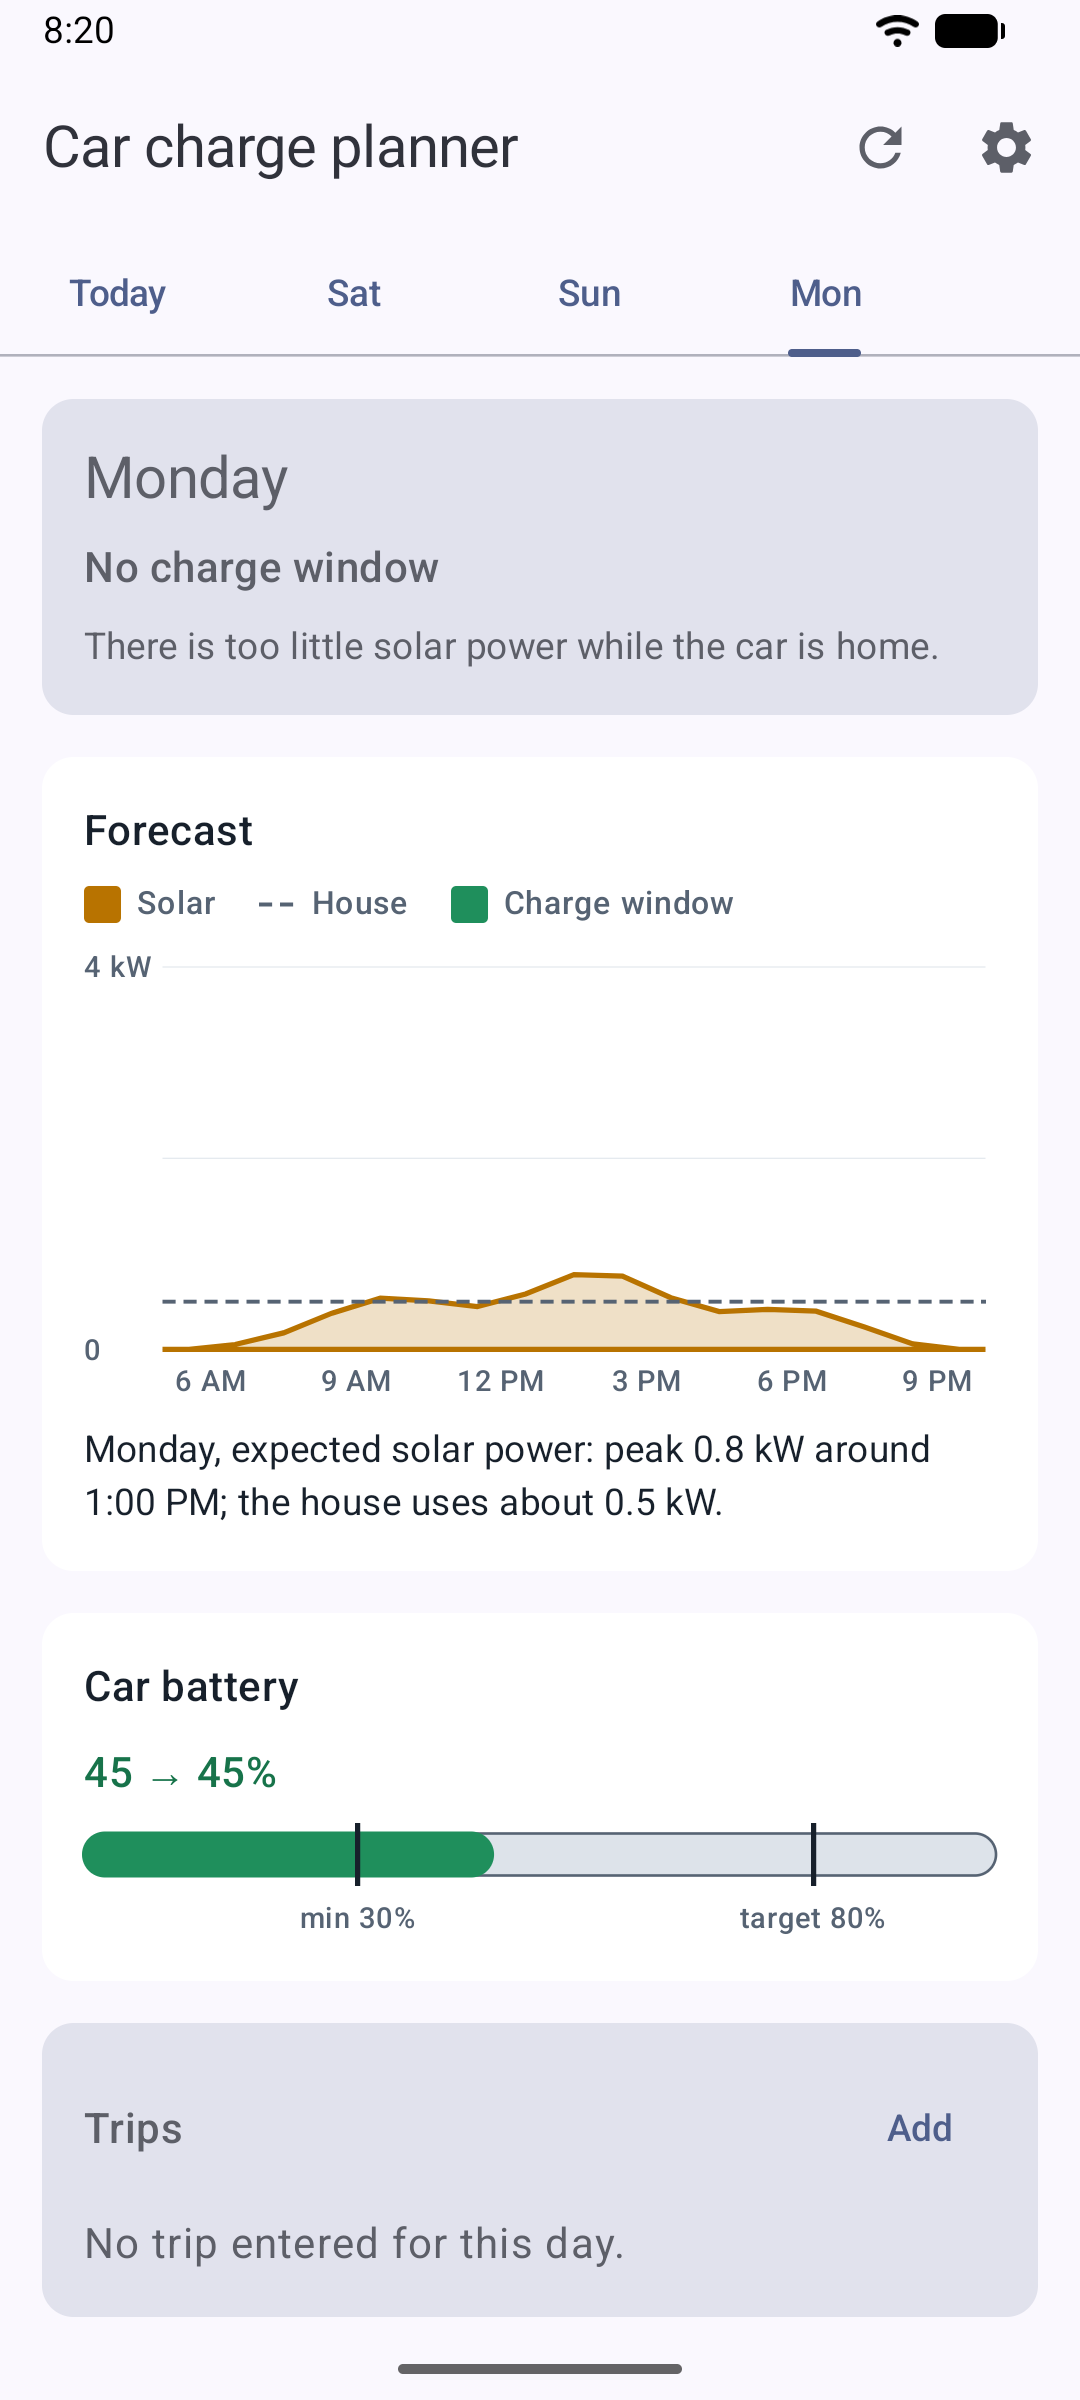 8:20
Car charge planner
Today Sat Sun Mon
Monday
No charge window
There is too little solar power while the car is home.
Forecast
Solar -- House Charge window
4 kW
0
6 AM 9 AM 12 PM 3 PM 6 PM 9 PM
Monday, expected solar power: peak 0.8 kW around
1:00 PM; the house uses about 0.5 kW.
Car battery
45 → 45%
min 30% target 80%
Trips Add
No trip entered for this day.